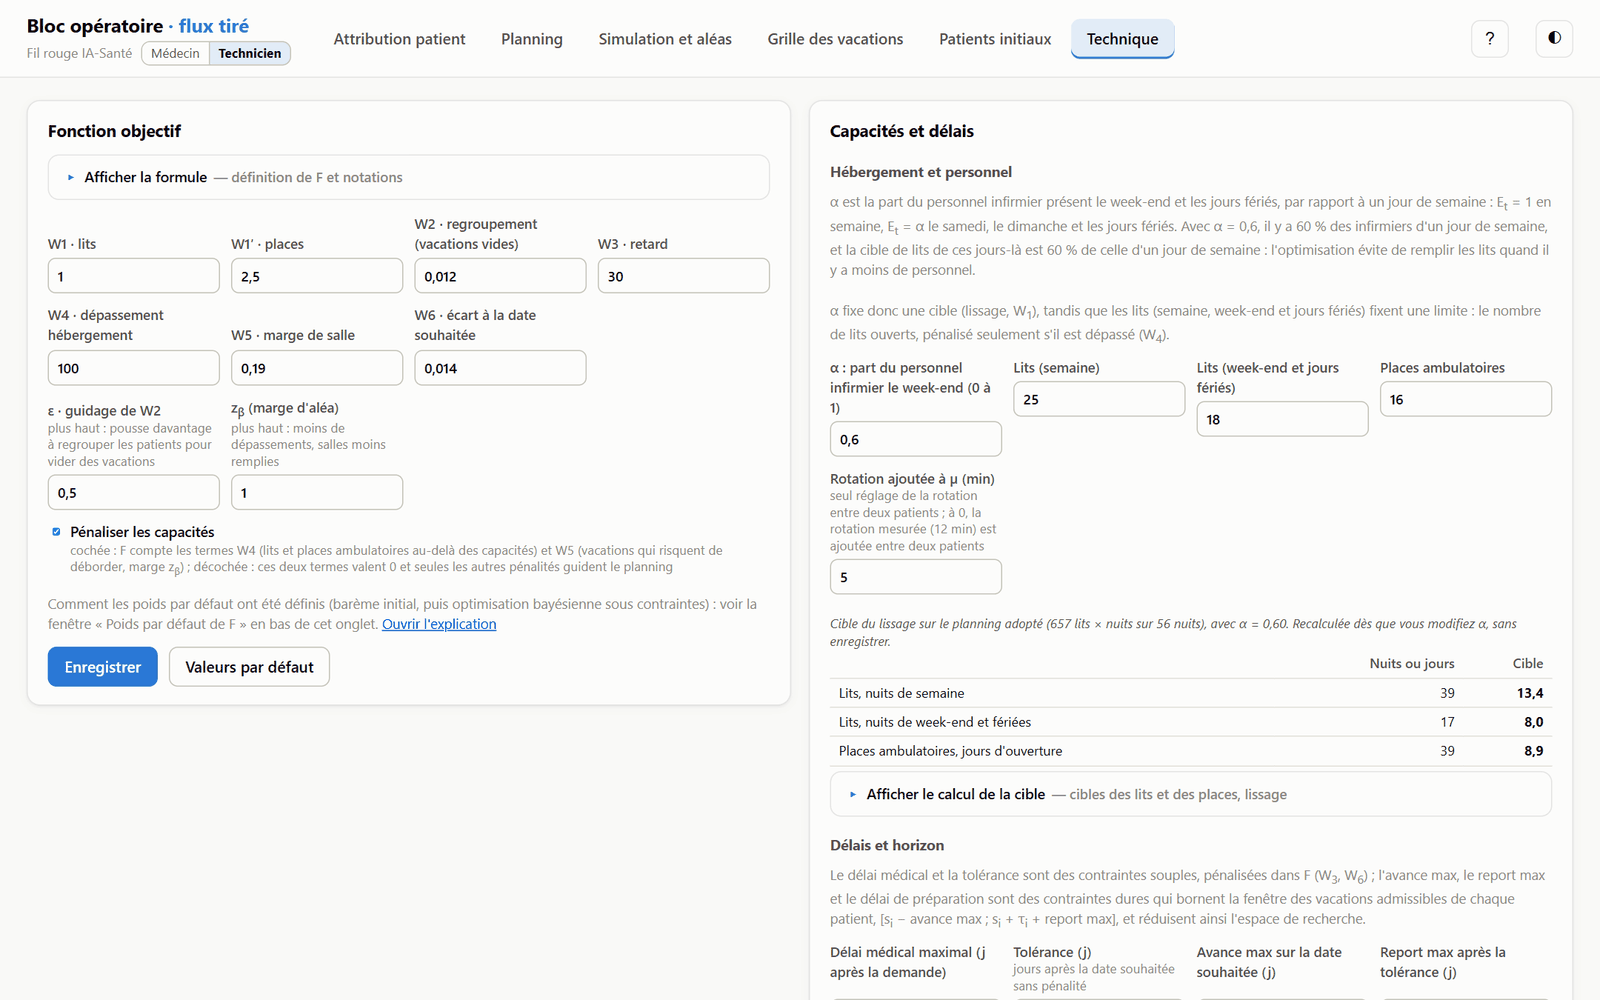 Bloc opératoire · flux tiré
Fil rouge IA-Santé
Médecin
Technicien
Attribution patient
Planning
Simulation et aléas
Grille des vacations
Patients initiaux
Technique
?
Fonction objectif
Afficher la formule — définition de F et notations
W1 · lits
1
W1' · places
2,5
W2 · regroupement
(vacations vides)
0,012
W3 · retard
30
W4 · dépassement
hébergement
100
W5 · marge de salle
0,19
W6 · écart à la date
souhaitée
0,014
ε · guidage de W2
plus haut : pousse davantage
à regrouper les patients pour
vider des vacations
0,5
zβ (marge d'aléa)
plus haut : moins de
dépassements, salles moins
remplies
1
Pénaliser les capacités
cochée : F compte les termes W4 (lits et places ambulatoires au-delà des capacités) et W5 (vacations qui risquent de
déborder, marge zβ) ; décochée : ces deux termes valent 0 et seules les autres pénalités guident le planning
Comment les poids par défaut ont été définis (barème initial, puis optimisation bayésienne sous contraintes) : voir la
fenêtre « Poids par défaut de F » en bas de cet onglet. Ouvrir l'explication
Enregistrer
Valeurs par défaut
Capacités et délais
Hébergement et personnel
α est la part du personnel infirmier présent le week-end et les jours fériés, par rapport à un jour de semaine : Et = 1 en
semaine, Et = α le samedi, le dimanche et les jours fériés. Avec α = 0,6, il y a 60 % des infirmiers d'un jour de semaine,
et la cible de lits de ces jours-là est 60 % de celle d'un jour de semaine : l'optimisation évite de remplir les lits quand il
y a moins de personnel.
α fixe donc une cible (lissage, W1), tandis que les lits (semaine, week-end et jours fériés) fixent une limite : le nombre
de lits ouverts, pénalisé seulement s'il est dépassé (W4).
α : part du personnel
infirmier le week-end (0 à
1)
0,6
Lits (semaine)
25
Lits (week-end et jours
fériés)
18
Places ambulatoires
16
Rotation ajoutée à μ (min)
seul réglage de la rotation
entre deux patients ; à 0, la
rotation mesurée (12 min) est
ajoutée entre deux patients
5
Cible du lissage sur le planning adopté (657 lits × nuits sur 56 nuits), avec α = 0,60. Recalculée dès que vous modifiez α, sans
enregistrer.
Nuits ou jours
Cible
Lits, nuits de semaine
39
13,4
Lits, nuits de week-end et fériées
17
8,0
Places ambulatoires, jours d'ouverture
39
8,9
Afficher le calcul de la cible — cibles des lits et des places, lissage
Délais et horizon
Le délai médical et la tolérance sont des contraintes souples, pénalisées dans F (W3, W6) ; l'avance max, le report max
et le délai de préparation sont des contraintes dures qui bornent la fenêtre des vacations admissibles de chaque
patient, [si − avance max ; si + τi + report max], et réduisent ainsi l'espace de recherche.
Délai médical maximal (j
après la demande)
Tolérance (j)
jours après la date souhaitée
sans pénalité
Avance max sur la date
souhaitée (j)
Report max après la
tolérance (j)